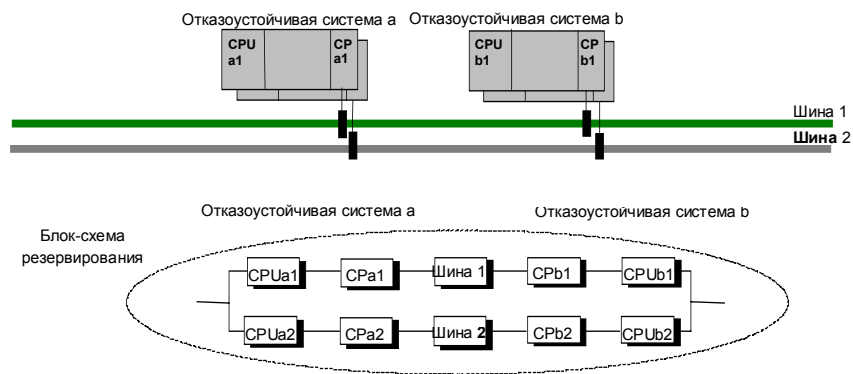 Отказоустойчивая система a
Отказоустойчивая система b
CPU
a1
CP
a1
CPU
b1
CP
b1
Шина 1
Шина 2
Отказоустойчивая система a
Отказоустойчивая система b
Блок-схема
резервирования
CPUa1
CPa1
Шина 1
CPb1
CPUb1
CPUa2
CPa2
Шина 2
CPb2
CPUb2